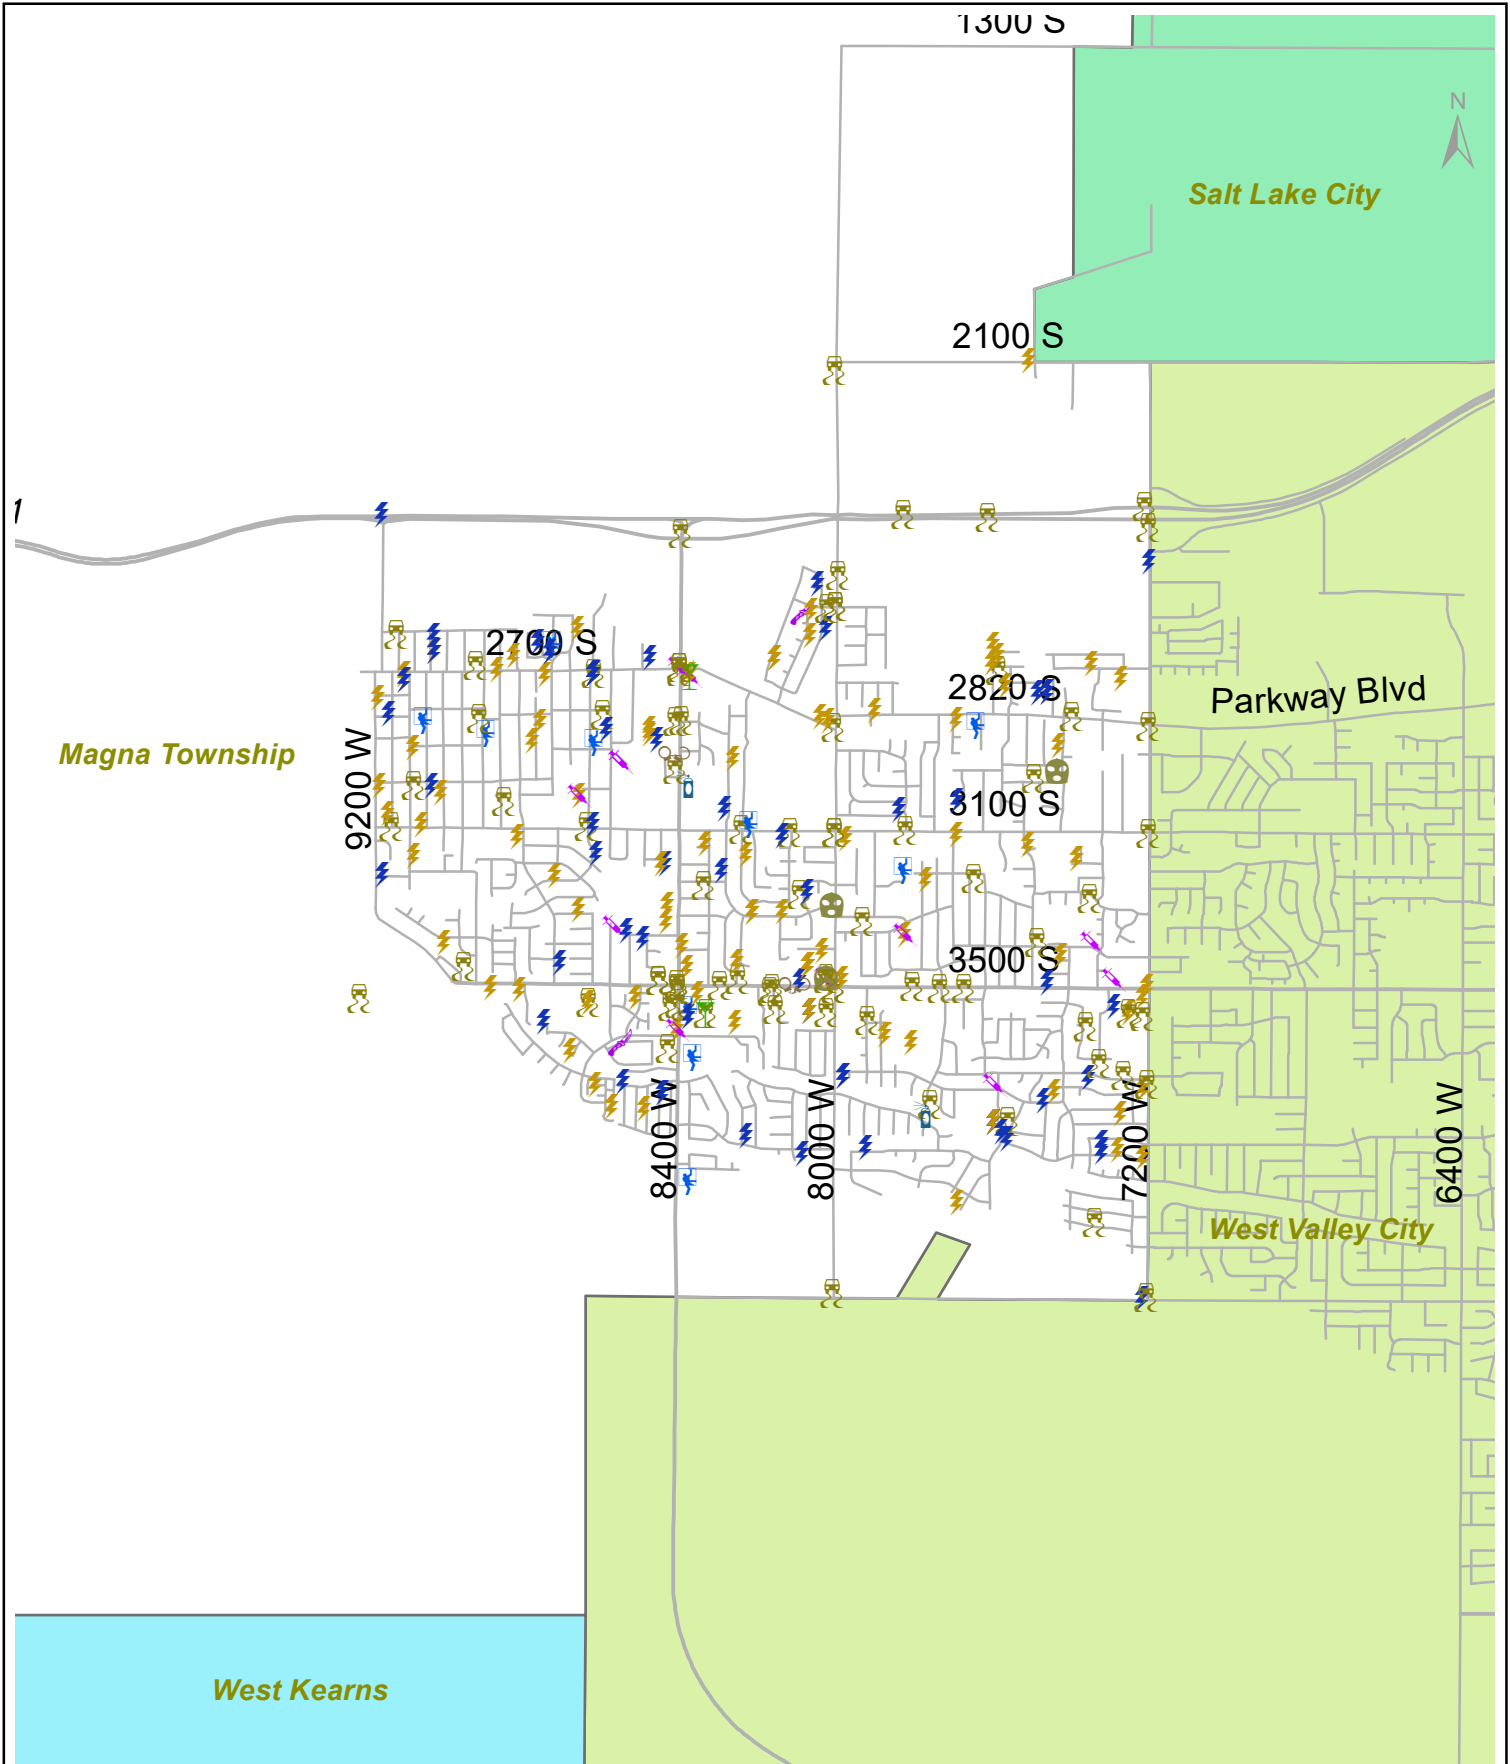 1300 S
N
Salt Lake City
2100 S
1
2700 S
2820 S
Parkway Blvd
Magna Township
9200 W
3100 S
3500 S
8400 W
8000 W
7200 W
6400 W
West Valley City
West Kearns